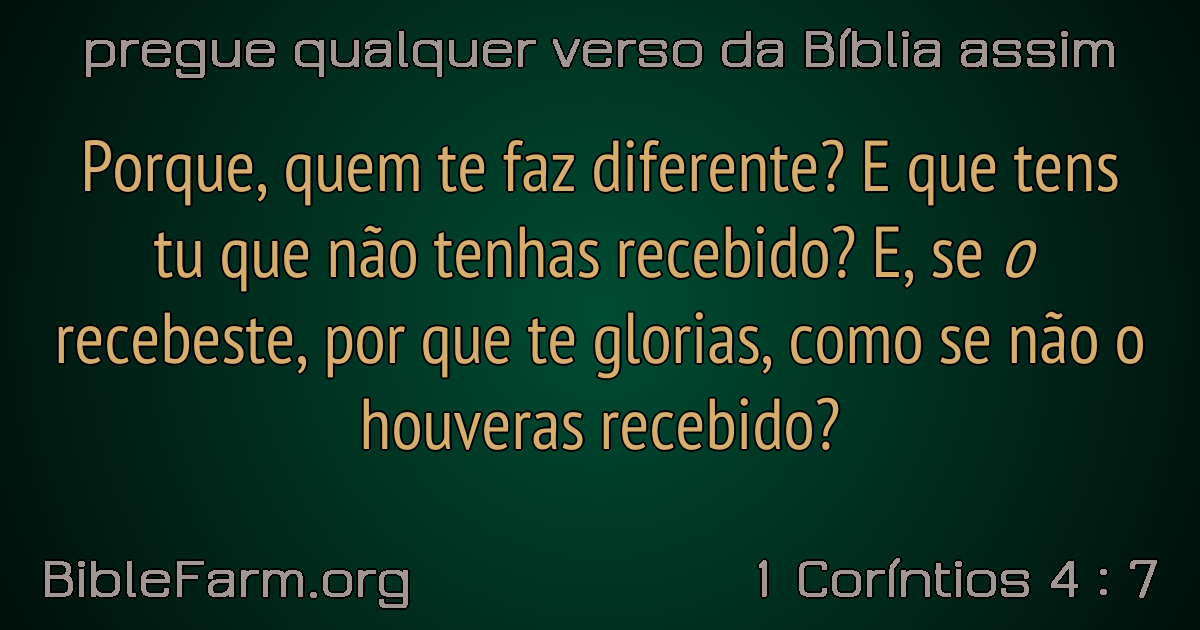 pregue qualquer verso da Bíblia assim
Porque, quem te faz diferente? E que tens
tu que não tenhas recebido? E, se o
recebeste, por que te glorias, como se não o
houveras recebido?
BibleFarm.org
1 Coríntios 4 : 7